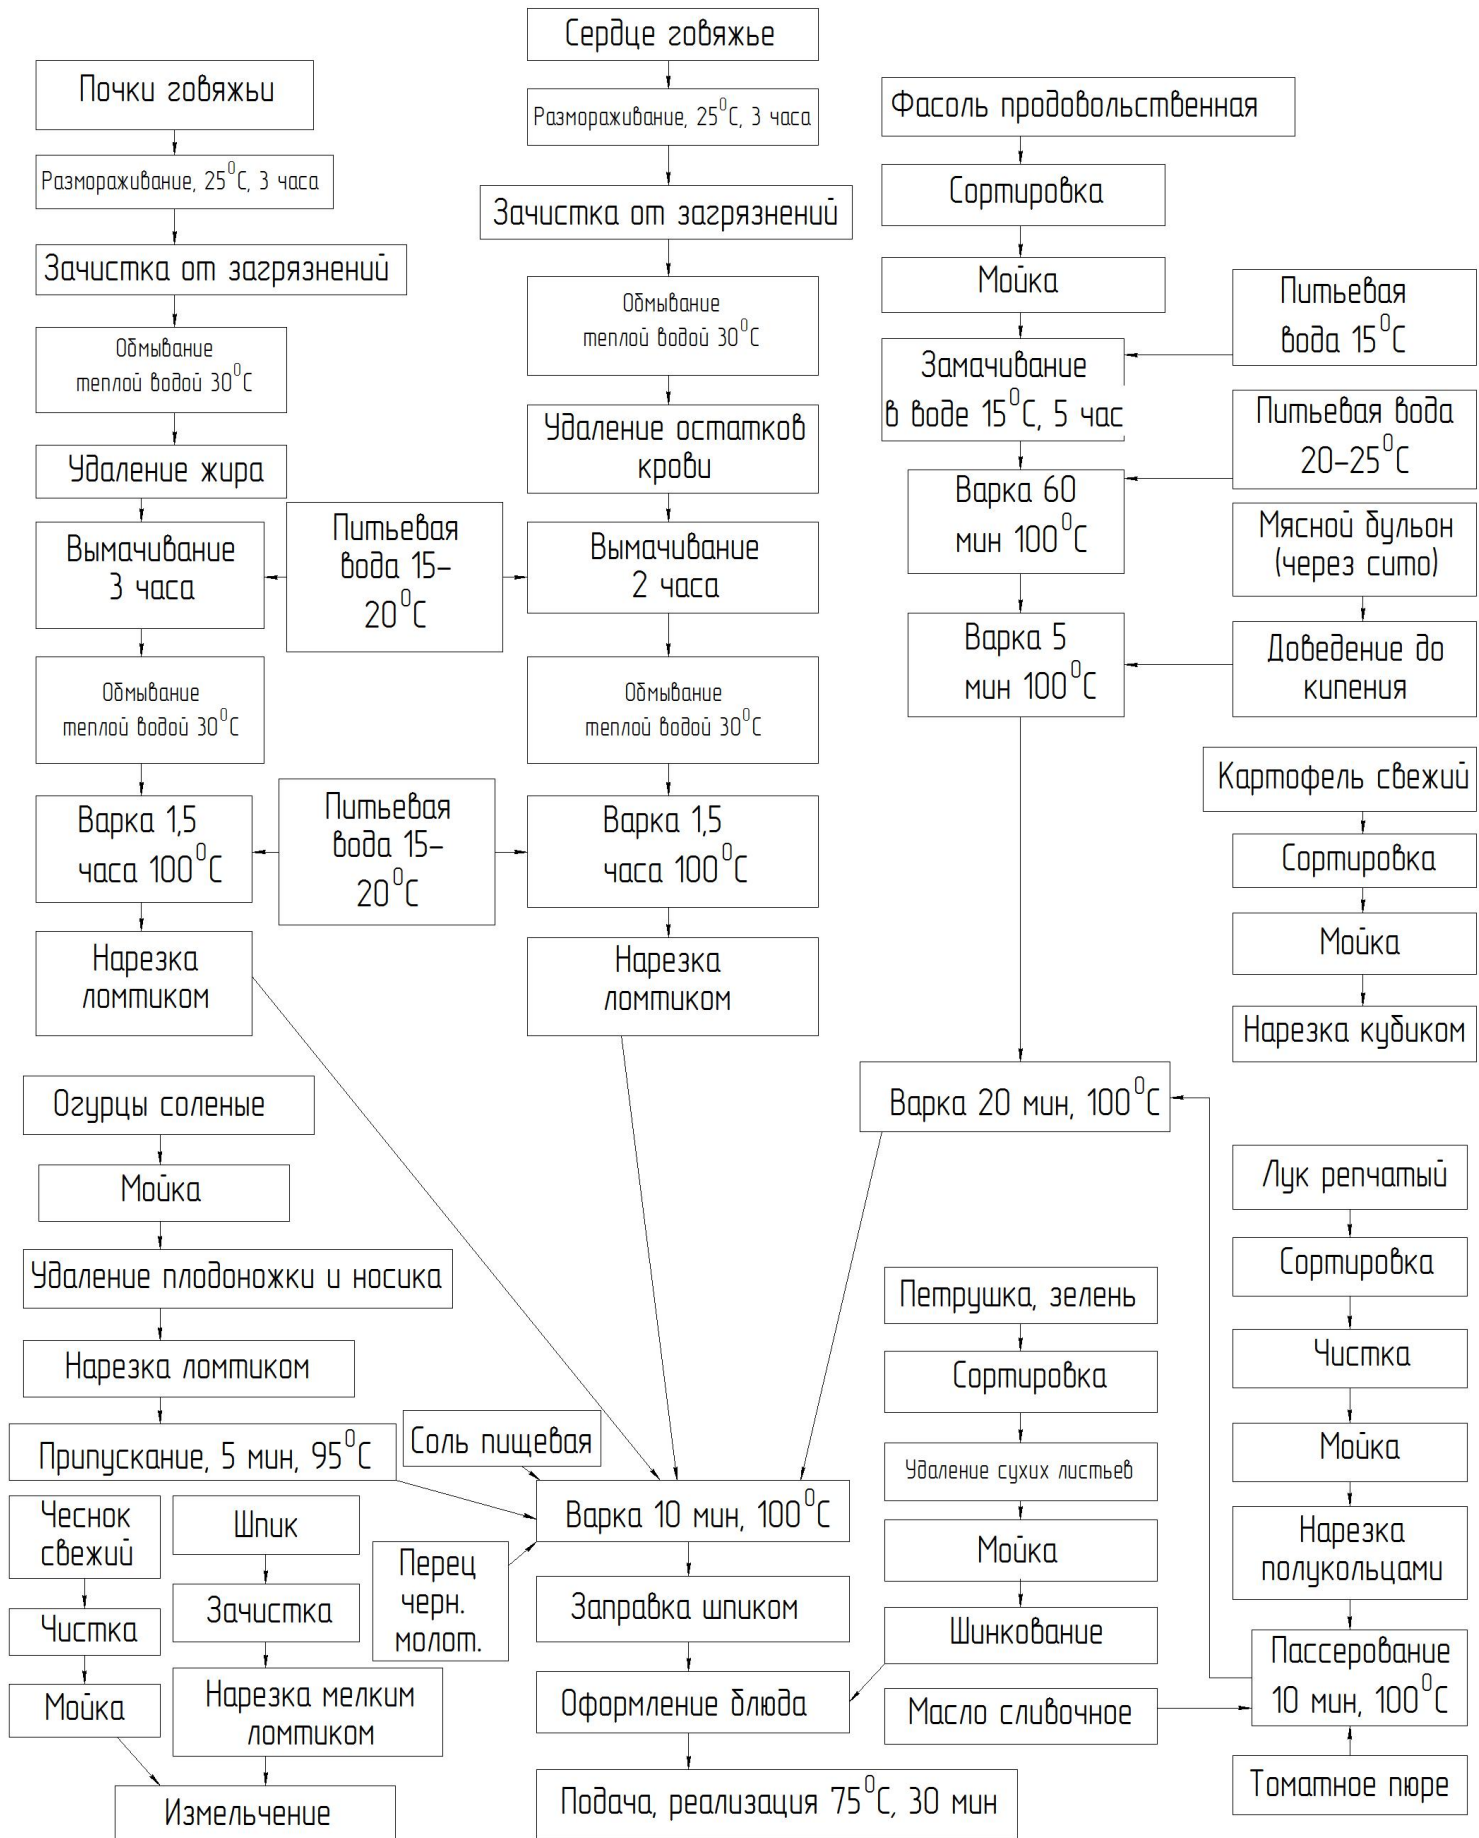 Сердце говяжье
Почки говяжьи
Размораживание, 25⁰С, 3 часа
Фасоль продовольственная
Размораживание, 25⁰С, 3 часа
Сортировка
Зачистка от загрязнений
Зачистка от загрязнений
Мойка
Обмывание
теплой водой 30⁰С
Питьевая
вода 15⁰С
Обмывание
теплой водой 30⁰С
Замачивание
в воде 15⁰С, 5 час
Удаление остатков
крови
Питьевая вода
20-25⁰С
Удаление жира
Варка 60
мин 100⁰С
Вымачивание
3 часа
Питьевая
вода 15-
20⁰С
Вымачивание
2 часа
Мясной бульон
(через сито)
Варка 5
мин 100⁰С
Доведение до
кипения
Обмывание
теплой водой 30⁰С
Обмывание
теплой водой 30⁰С
Картофель свежий
Варка 1,5
часа 100⁰С
Питьевая
вода 15-
20⁰С
Варка 1,5
часа 100⁰С
Сортировка
Мойка
Нарезка
ломтиком
Нарезка
ломтиком
Нарезка кубиком
Огурцы соленые
Варка 20 мин, 100⁰С
Мойка
Лук репчатый
Удаление плодоножки и носика
Сортировка
Петрушка, зелень
Нарезка ломтиком
Сортировка
Чистка
Припускание, 5 мин, 95⁰С
Соль пищевая
Удаление сухих листьев
Мойка
Чеснок
свежий
Шпик
Варка 10 мин, 100⁰С
Перец
черн.
молот.
Мойка
Нарезка
полукольцами
Чистка
Зачистка
Заправка шпиком
Шинкование
Пассерование
10 мин, 100⁰С
Мойка
Нарезка мелким
ломтиком
Оформление блюда
Масло сливочное
Томатное пюре
Измельчение
Подача, реализация 75⁰С, 30 мин